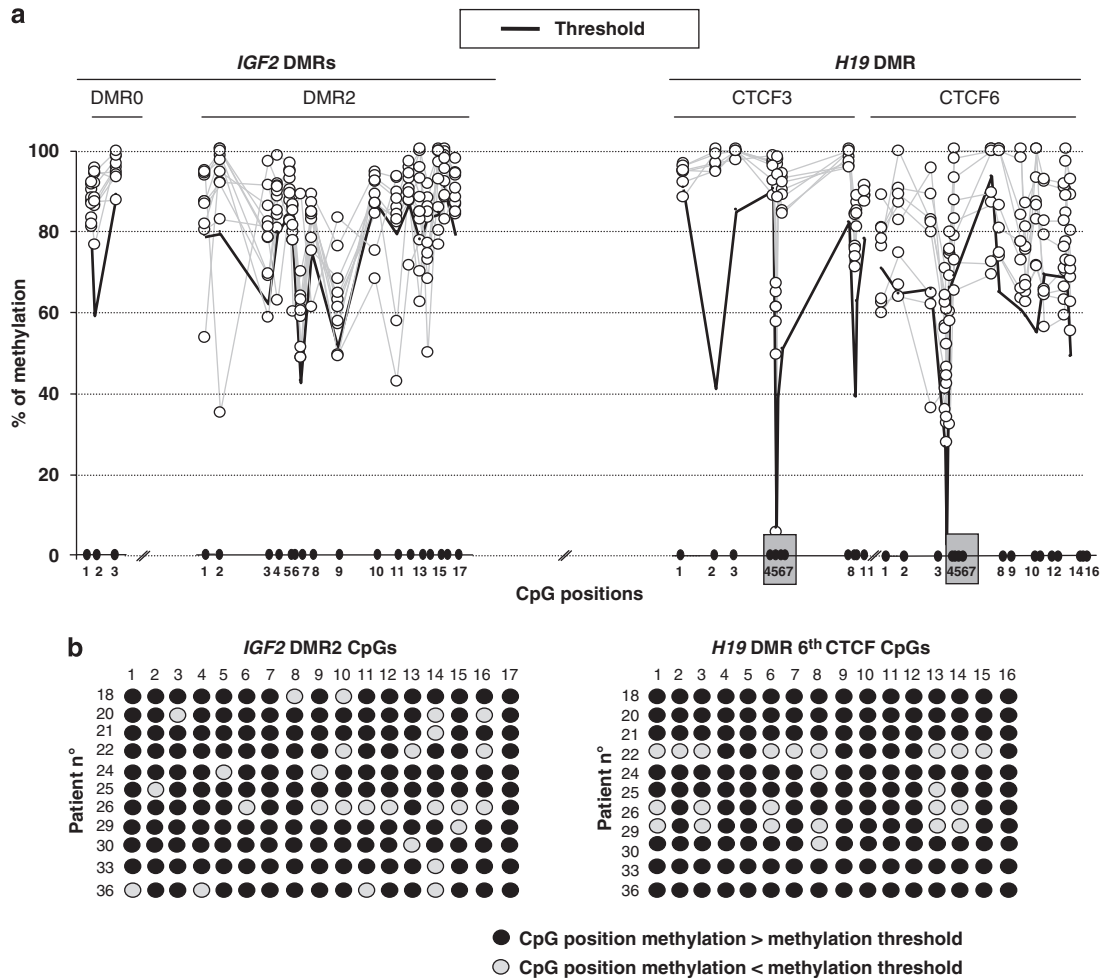 a
Threshold
IGF2 DMRs
H19 DMR
DMR0
DMR2
CTCF3
CTCF6
% of methylation
100
80
60
40
20
0
1 2 3 1 2 3 4 5 6 7 8 9 10 11 13 15 17 1 2 3 4567 8 11 1 2 3 4567 8 9 10 12 14 16
CpG positions
b
IGF2 DMR2 CpGs
H19 DMR 6th CTCF CpGs
1 2 3 4 5 6 7 8 9 10 11 12 13 14 15 16 17
1 2 3 4 5 6 7 8 9 10 11 12 13 14 15 16
Patient n°
18
20
21
22
24
25
26
29
30
33
36
Patient n°
18
20
21
22
24
25
26
29
30
33
36
CpG position methylation > methylation threshold
CpG position methylation < methylation threshold